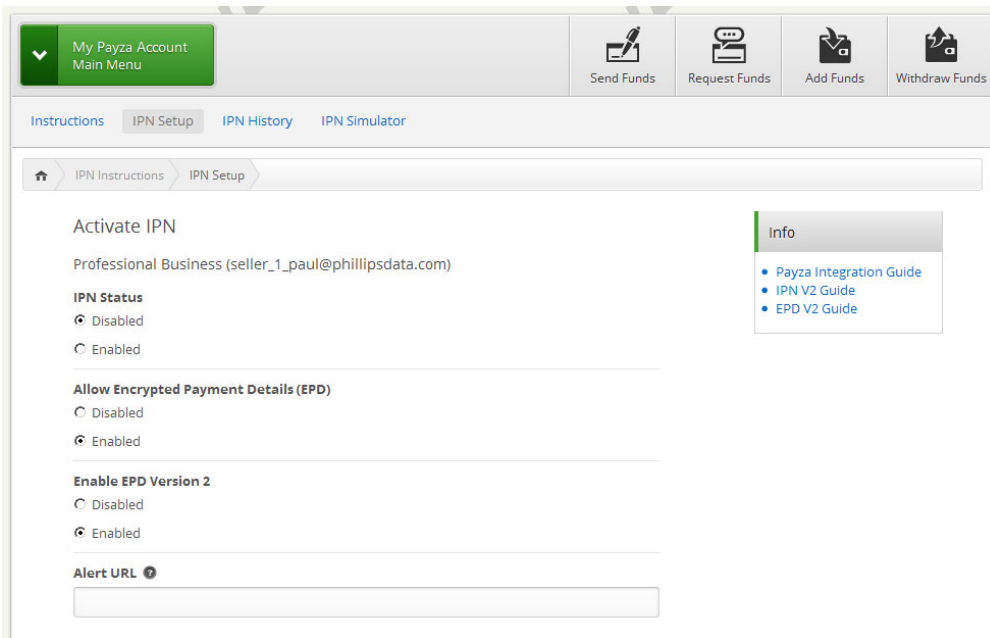 My Payza Account
Main Menu
Send Funds
Request Funds
Add Funds
Withdraw Funds
Instructions
IPN Setup
IPN History
IPN Simulator
IPN Instructions
IPN Setup
Activate IPN
Professional Business (seller_1_paul@phillipsdata.com)
IPN Status
Disabled
Enabled
Allow Encrypted Payment Details (EPD)
Disabled
Enabled
Enable EPD Version 2
Disabled
Enabled
Alert URL ?
Info
Payza Integration Guide
IPN V2 Guide
EPD V2 Guide